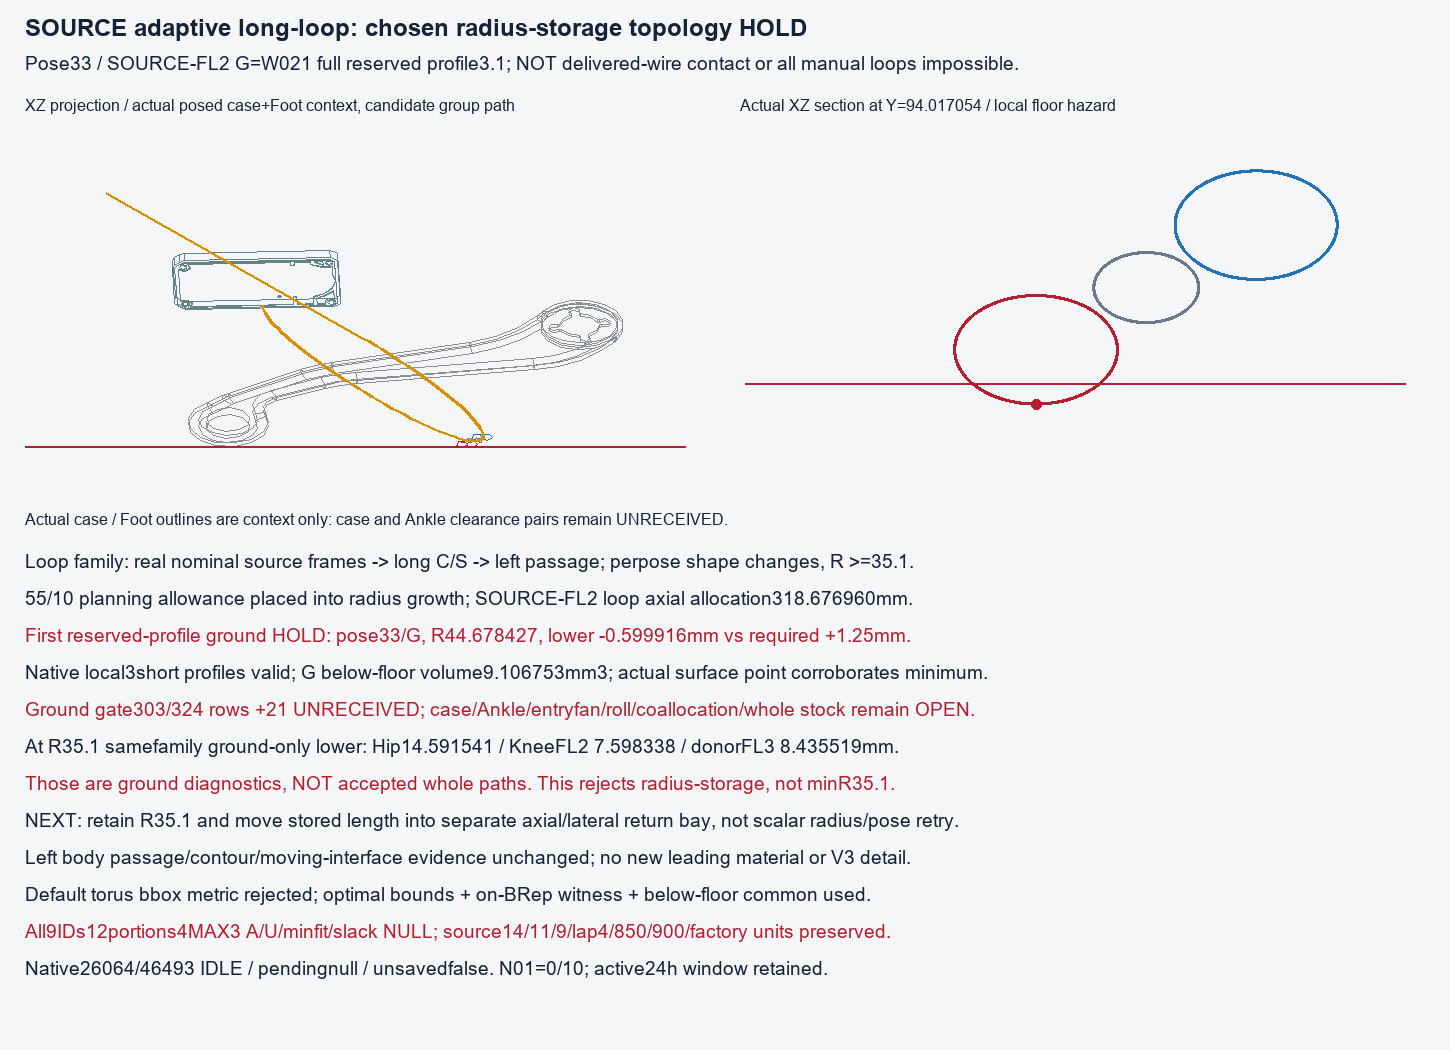 SOURCE adaptive long-loop: chosen radius-storage topology HOLD
Pose33 / SOURCE-FL2 G=W021 full reserved profile3.1; NOT delivered-wire contact or all manual loops impossible.
XZ projection / actual posed case+Foot context, candidate group path
Actual XZ section at Y=94.017054 / local floor hazard
Actual case / Foot outlines are context only: case and Ankle clearance pairs remain UNRECEIVED.
Loop family: real nominal source frames -> long C/S -> left passage; perpose shape changes, R >=35.1.
55/10 planning allowance placed into radius growth; SOURCE-FL2 loop axial allocation318.676960mm.
First reserved-profile ground HOLD: pose33/G, R44.678427, lower -0.599916mm vs required +1.25mm.
Native local3short profiles valid; G below-floor volume9.106753mm3; actual surface point corroborates minimum.
Ground gate303/324 rows +21 UNRECEIVED; case/Ankle/entryfan/roll/coallocation/whole stock remain OPEN.
At R35.1 samefamily ground-only lower: Hip14.591541 / KneeFL2 7.598338 / donorFL3 8.435519mm.
Those are ground diagnostics, NOT accepted whole paths. This rejects radius-storage, not minR35.1.
NEXT: retain R35.1 and move stored length into separate axial/lateral return bay, not scalar radius/pose retry.
Left body passage/contour/moving-interface evidence unchanged; no new leading material or V3 detail.
Default torus bbox metric rejected; optimal bounds + on-BRep witness + below-floor common used.
All9IDs12portions4MAX3 A/U/minfit/slack NULL; source14/11/9/lap4/850/900/factory units preserved.
Native26064/46493 IDLE / pendingnull / unsavedfalse. N01=0/10; active24h window retained.